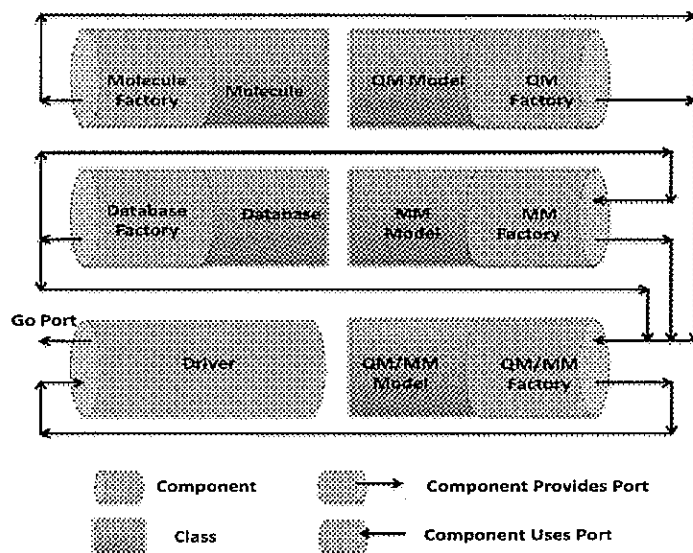 Molecule Factory
Molecule
QM Model
QM Factory
Database Factory
Database
MM Model
MM Factory
Go Port
Driver
QM/MM Model
QM/MM Factory
Component
Component Provides Port
Class
Component Uses Port